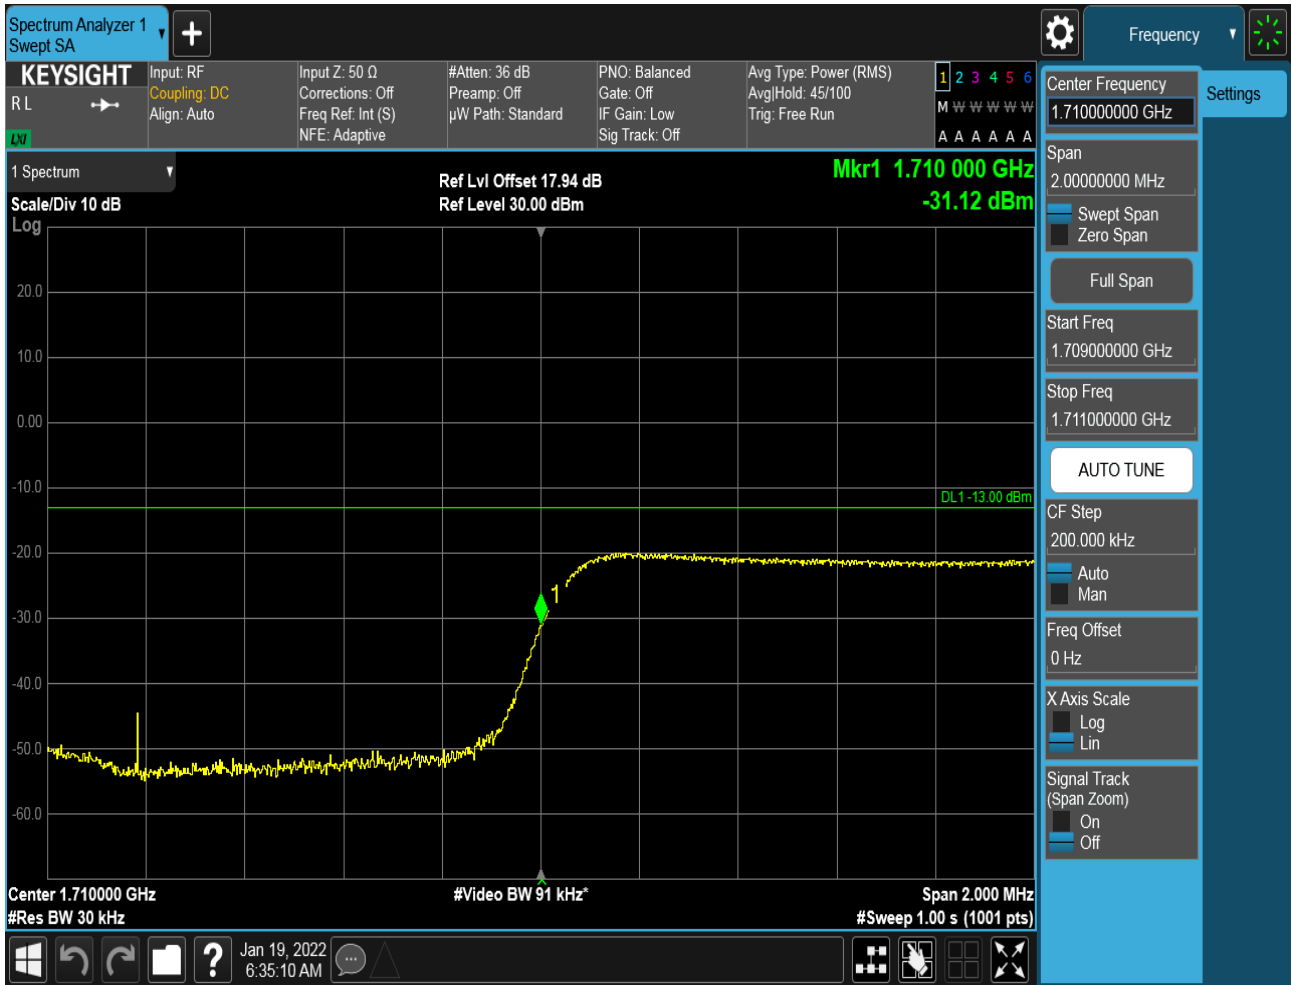 Spectrum Analyzer 1
Swept SA
Frequency
KEYSIGHT
R L
LXI
Input: RF
Coupling: DC
Align: Auto
Input Z: 50 Ω
Corrections: Off
Freq Ref: Int (S)
NFE: Adaptive
#Atten: 36 dB
Preamp: Off
µW Path: Standard
PNO: Balanced
Gate: Off
IF Gain: Low
Sig Track: Off
Avg Type: Power (RMS)
Avg|Hold: 45/100
Trig: Free Run
1 2 3 4 5 6
M W W W W W
A A A A A A
1 Spectrum
Scale/Div 10 dB
Log
Ref Lvl Offset 17.94 dB
Ref Level 30.00 dBm
Mkr1 1.710 000 GHz
-31.12 dBm
20.0
10.0
0.00
-10.0
DL1 -13.00 dBm
-20.0
1
-30.0
-40.0
-50.0
-60.0
Center 1.710000 GHz
#Video BW 91 kHz*
Span 2.000 MHz
#Res BW 30 kHz
#Sweep 1.00 s (1001 pts)
Jan 19, 2022
6:35:10 AM
?
Center Frequency
1.710000000 GHz
Settings
Span
2.00000000 MHz
Swept Span
Zero Span
Full Span
Start Freq
1.709000000 GHz
Stop Freq
1.711000000 GHz
AUTO TUNE
CF Step
200.000 kHz
Auto
Man
Freq Offset
0 Hz
X Axis Scale
Log
Lin
Signal Track
(Span Zoom)
On
Off